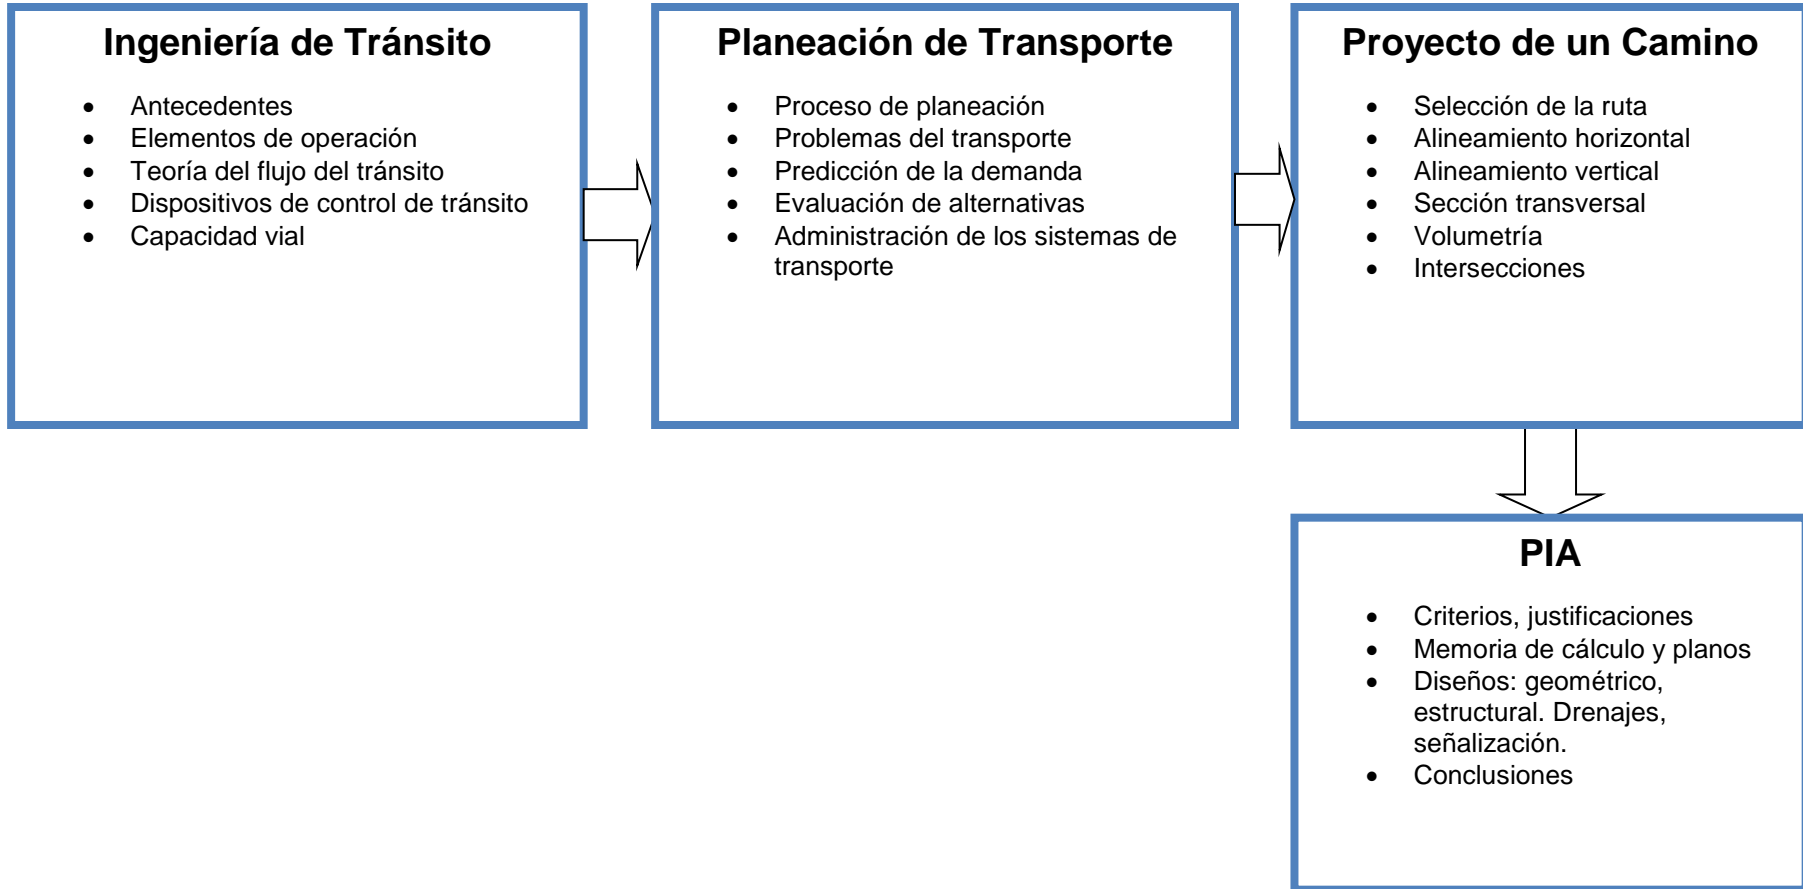 Ingeniería de Tránsito
• Antecedentes
• Elementos de operación
• Teoría del flujo del tránsito
• Dispositivos de control de tránsito
• Capacidad vial
Planeación de Transporte
• Proceso de planeación
• Problemas del transporte
• Predicción de la demanda
• Evaluación de alternativas
• Administración de los sistemas de
transporte
Proyecto de un Camino
• Selección de la ruta
• Alineamiento horizontal
• Alineamiento vertical
• Sección transversal
• Volumetría
• Intersecciones
PIA
• Criterios, justificaciones
• Memoria de cálculo y planos
• Diseños: geométrico,
estructural. Drenajes,
señalización.
• Conclusiones